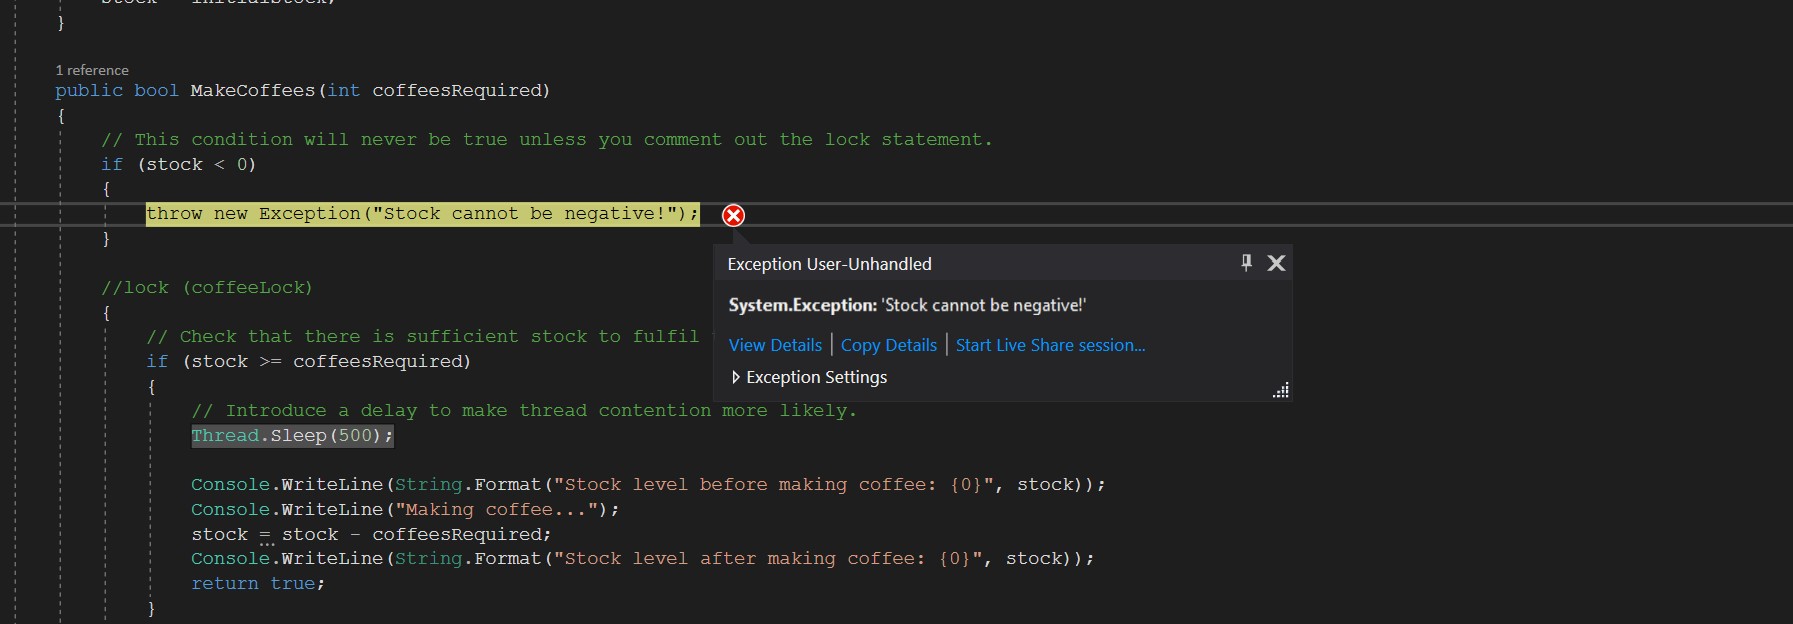 }
1 reference
public bool MakeCoffees(int coffeesRequired)
{
// This condition will never be true unless you comment out the lock statement.
if (stock < 0)
{
throw new Exception("Stock cannot be negative!");
}
Exception User-Unhandled
System.Exception: 'Stock cannot be negative!'
View Details | Copy Details | Start Live Share session...
Exception Settings
//lock (coffeeLock)
{
// Check that there is sufficient stock to fulfil
if (stock >= coffeesRequired)
{
// Introduce a delay to make thread contention more likely.
Thread.Sleep(500);
Console.WriteLine(String.Format("Stock level before making coffee: {0}", stock));
Console.WriteLine("Making coffee...");
stock = stock - coffeesRequired;
Console.WriteLine(String.Format("Stock level after making coffee: {0}", stock));
return true;
}